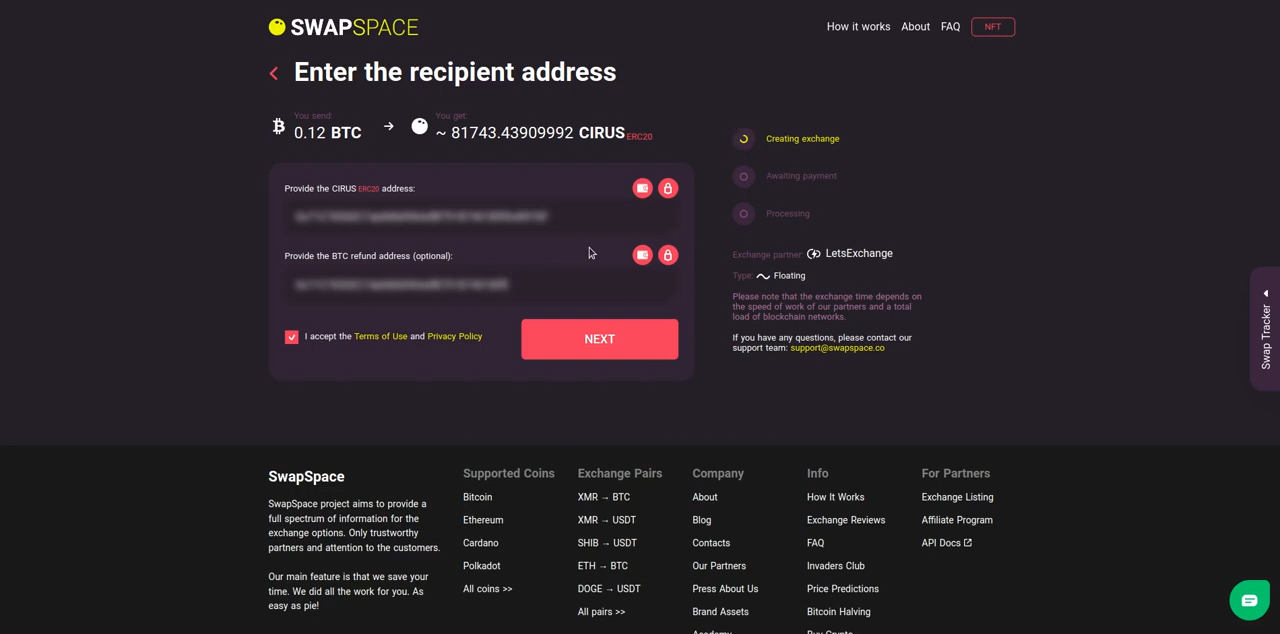 SWAPSPACE
How it works About FAQ NFT
Enter the recipient address
You send:
0.12 BTC
You get:
~ 81743.43909992 CIRUS ERC20
Provide the CIRUS ERC20 address:
Provide the BTC refund address (optional):
I accept the Terms of Use and Privacy Policy
NEXT
Creating exchange
Awaiting payment
Processing
Exchange partner: LetsExchange
Type: Floating
Please note that the exchange time depends on
the speed of work of our partners and a total
load of blockchain networks.
If you have any questions, please contact our
support team: support@swapspace.co
Swap Tracker
SwapSpace
SwapSpace project aims to provide a
full spectrum of information for the
exchange options. Only trustworthy
partners and attention to the customers.
Our main feature is that we save your
time. We did all the work for you. As
easy as pie!
Supported Coins
Bitcoin
Ethereum
Cardano
Polkadot
All coins >>
Exchange Pairs
XMR → BTC
XMR → USDT
SHIB → USDT
ETH → BTC
DOGE → USDT
All pairs >>
Company
About
Blog
Contacts
Our Partners
Press About Us
Brand Assets
Academy
Info
How It Works
Exchange Reviews
FAQ
Invaders Club
Price Predictions
Bitcoin Halving
Buy Crypto
For Partners
Exchange Listing
Affiliate Program
API Docs